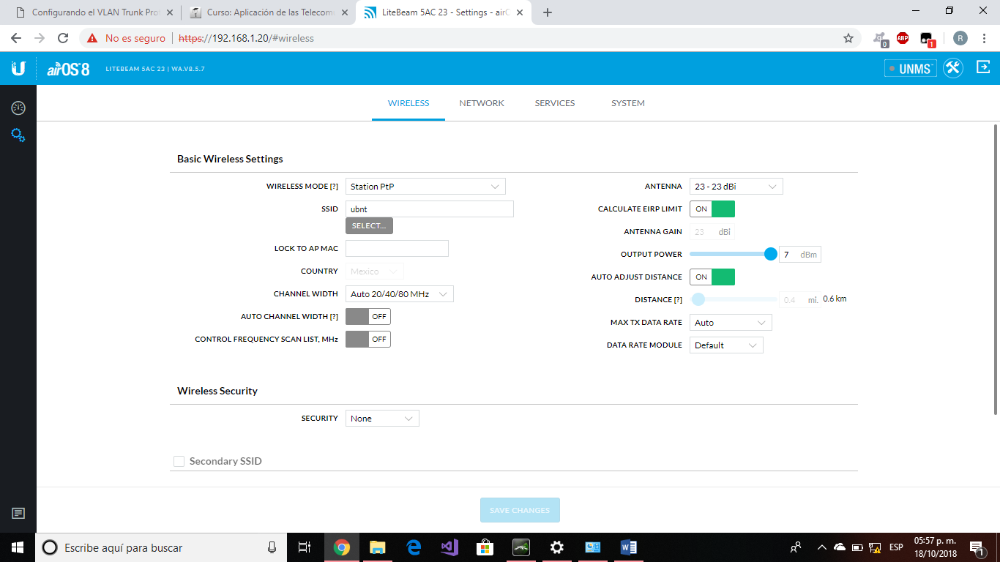 Configurando el VLAN Trunk Prot
Curso: Aplicación de las Telecomu
LiteBeam 5AC 23 - Settings - airO
No es seguro
https://192.168.1.20/#wireless
0
ABP
1
R
airOS 8
LITEBEAM 5AC 23 | WA.V8.5.7
UNMS
WIRELESS NETWORK SERVICES SYSTEM
Basic Wireless Settings
WIRELESS MODE [?] Station PtP
SSID ubnt
SELECT...
LOCK TO AP MAC
COUNTRY Mexico
CHANNEL WIDTH Auto 20/40/80 MHz
AUTO CHANNEL WIDTH [?] OFF
CONTROL FREQUENCY SCAN LIST, MHz OFF
ANTENNA 23 - 23 dBi
CALCULATE EIRP LIMIT ON
ANTENNA GAIN 23 dBi
OUTPUT POWER 7 dBm
AUTO ADJUST DISTANCE ON
DISTANCE [?] 0.4 mi. 0.6 km
MAX TX DATA RATE Auto
DATA RATE MODULE Default
Wireless Security
SECURITY None
Secondary SSID
SAVE CHANGES
Escribe aquí para buscar
ESP
05:57 p. m.
18/10/2018
1